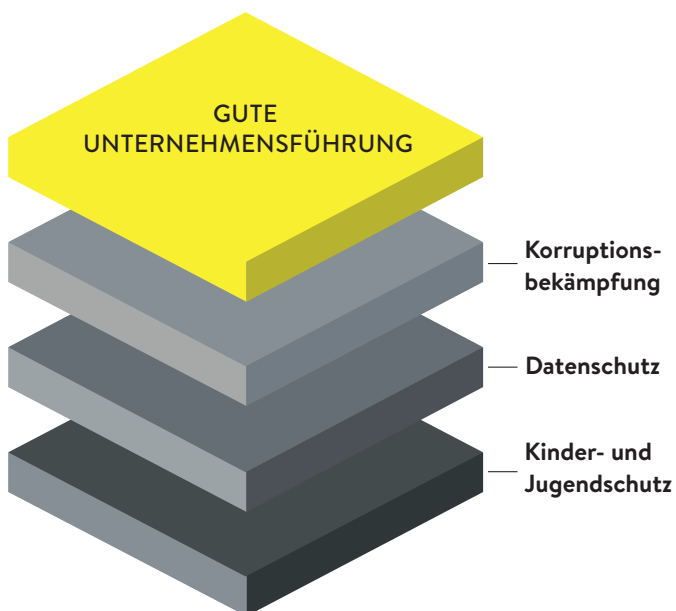 GUTE
UNTERNEHMENSFÜHRUNG
Korruptions-
bekämpfung
Datenschutz
Kinder- und
Jugendschutz